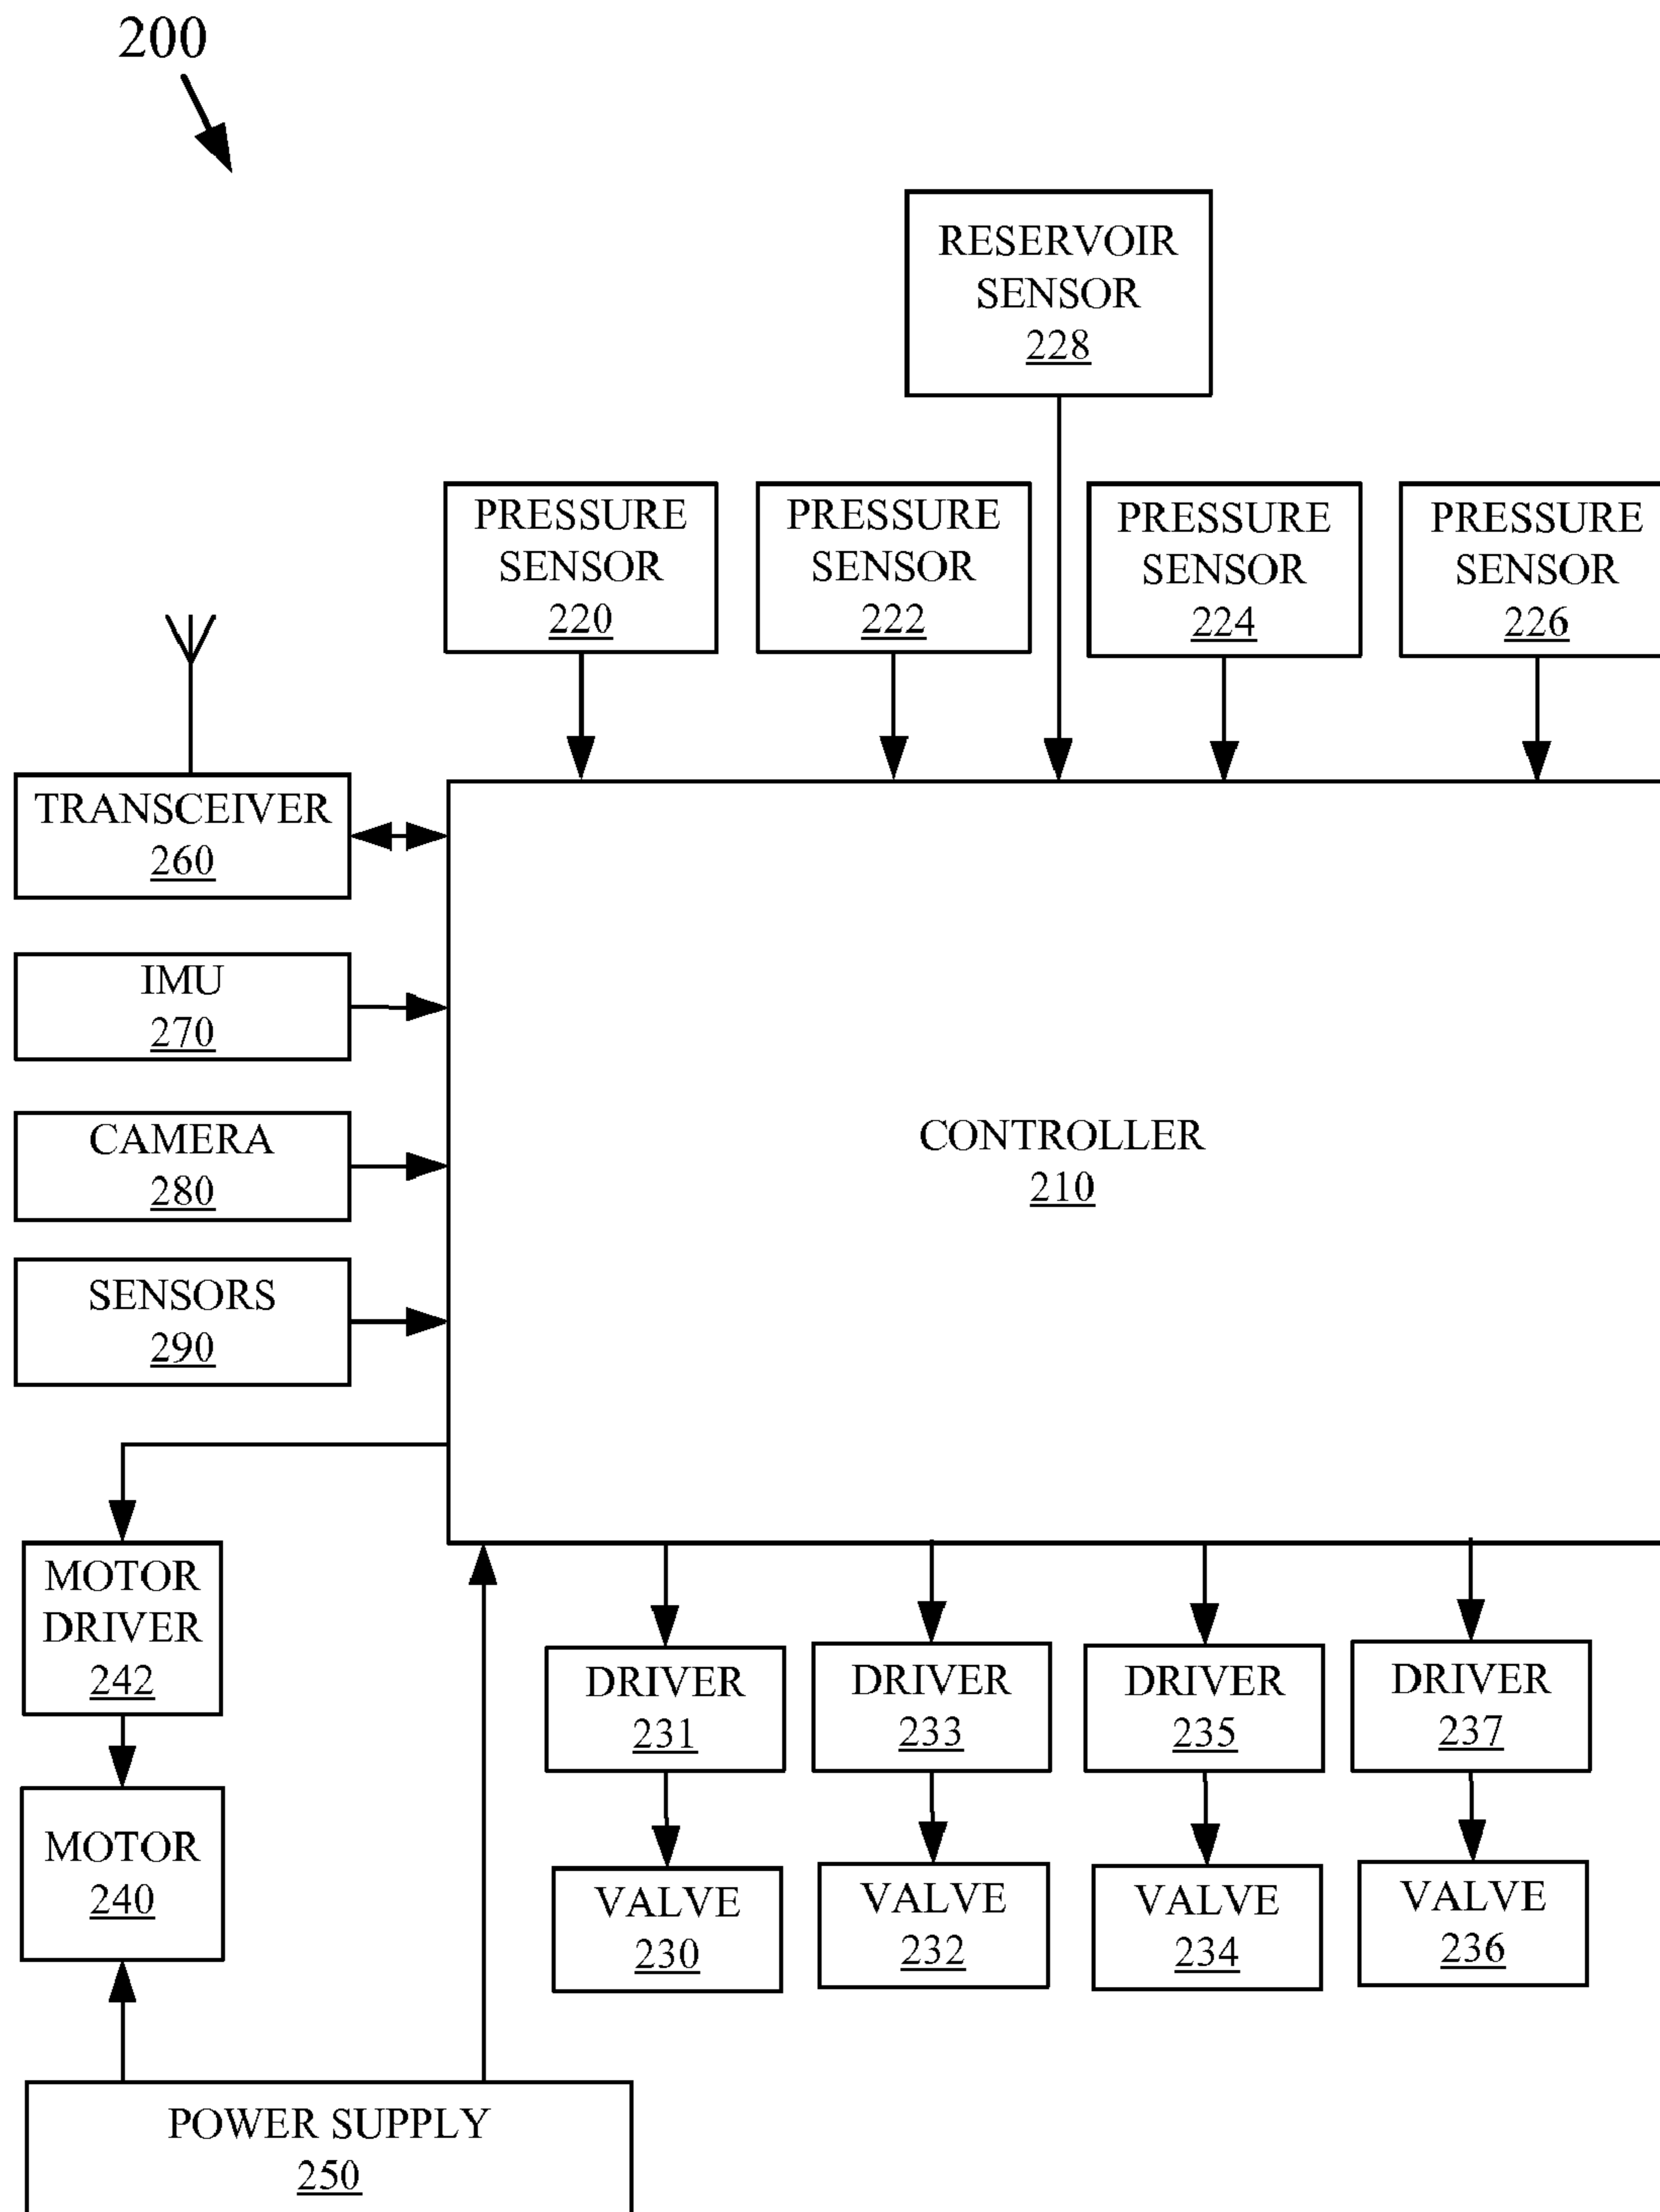 200
RESERVOIR
SENSOR
228
PRESSURE
SENSOR
220
PRESSURE
SENSOR
222
PRESSURE
SENSOR
224
PRESSURE
SENSOR
226
TRANSCEIVER
260
IMU
270
CAMERA
280
SENSORS
290
CONTROLLER
210
MOTOR
DRIVER
242
MOTOR
240
DRIVER
231
DRIVER
233
DRIVER
235
DRIVER
237
VALVE
230
VALVE
232
VALVE
234
VALVE
236
POWER SUPPLY
250